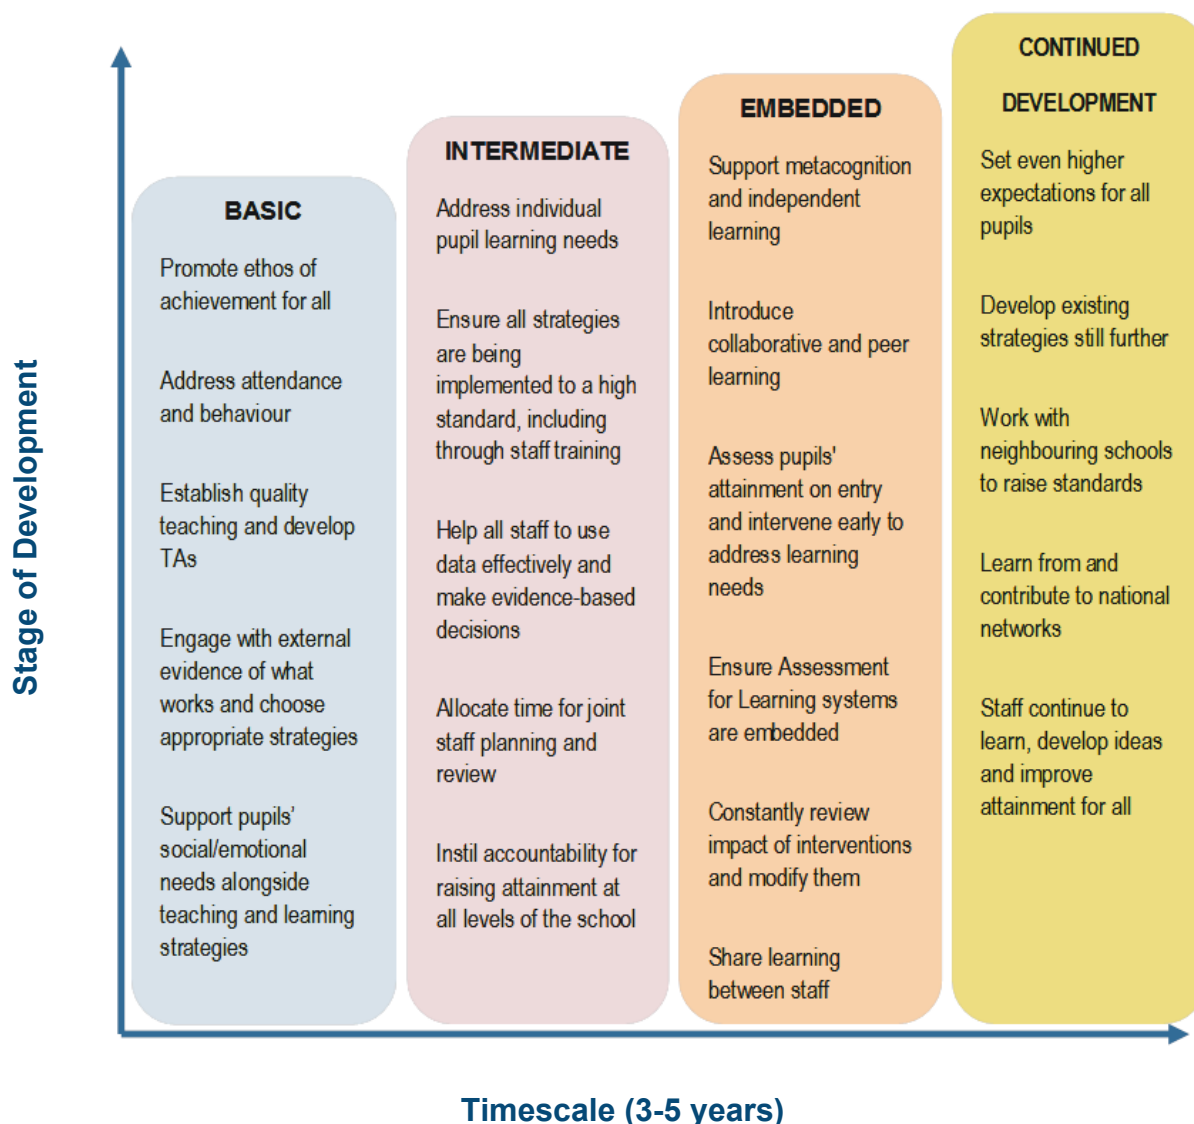 Stage of Development
BASIC
Promote ethos of
achievement for all
Address attendance
and behaviour
Establish quality
teaching and develop
TAs
Engage with external
evidence of what
works and choose
appropriate strategies
Support pupils’
social/emotional
needs alongside
teaching and learning
strategies
INTERMEDIATE
Address individual
pupil learning needs
Ensure all strategies
are being
implemented to a high
standard, including
through staff training
Help all staff to use
data effectively and
make evidence-based
decisions
Allocate time for joint
staff planning and
review
Instil accountability for
raising attainment at
all levels of the school
EMBEDDED
Support metacognition
and independent
learning
Introduce
collaborative and peer
learning
Assess pupils'
attainment on entry
and intervene early to
address learning
needs
Ensure Assessment
for Learning systems
are embedded
Constantly review
impact of interventions
and modify them
Share learning
between staff
CONTINUED
DEVELOPMENT
Set even higher
expectations for all
pupils
Develop existing
strategies still further
Work with
neighbouring schools
to raise standards
Learn from and
contribute to national
networks
Staff continue to
learn, develop ideas
and improve
attainment for all
Timescale (3-5 years)